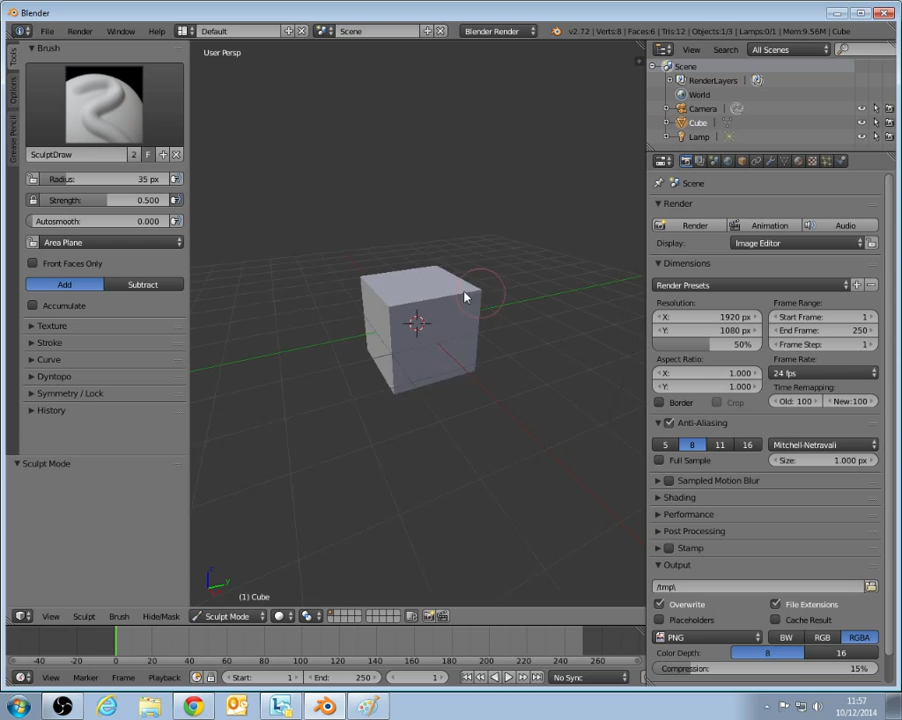 Blender
File Render Window Help Default Scene Blender Render v2.72 | Verts:8 | Faces:6 | Tris:12 | Objects:1/3 | Lamps:0/1 | Mem:9.56M | Cube
Tools
Options
Grease Pencil
Brush
SculptDraw 2 F
Radius: 35 px
Strength: 0.500
Autosmooth: 0.000
Area Plane
Front Faces Only
Add Subtract
Accumulate
Texture
Stroke
Curve
Dyntopo
Symmetry / Lock
History
Sculpt Mode
User Persp
z
y
(1) Cube
View Sculpt Brush Hide/Mask Sculpt Mode
-40 -20 0 20 40 60 80 100 120 140 160 180 200 220 240 260
View Marker Frame Playback Start: 1 End: 250 1 No Sync
View Search All Scenes
Scene
RenderLayers
World
Camera
Cube
Lamp
Scene
Render
Render Animation Audio
Display: Image Editor
Dimensions
Render Presets
Resolution: Frame Range:
X: 1920 px Start Frame: 1
Y: 1080 px End Frame: 250
50% Frame Step: 1
Aspect Ratio: Frame Rate:
X: 1.000 24 fps
Y: 1.000 Time Remapping:
Border Crop Old: 100 New:100
Anti-Aliasing
5 8 11 16 Mitchell-Netravali
Full Sample Size: 1.000 px
Sampled Motion Blur
Shading
Performance
Post Processing
Stamp
Output
/tmp\
Overwrite File Extensions
Placeholders Cache Result
PNG BW RGB RGBA
Color Depth: 8 16
Compression: 15%
11:57
10/12/2014